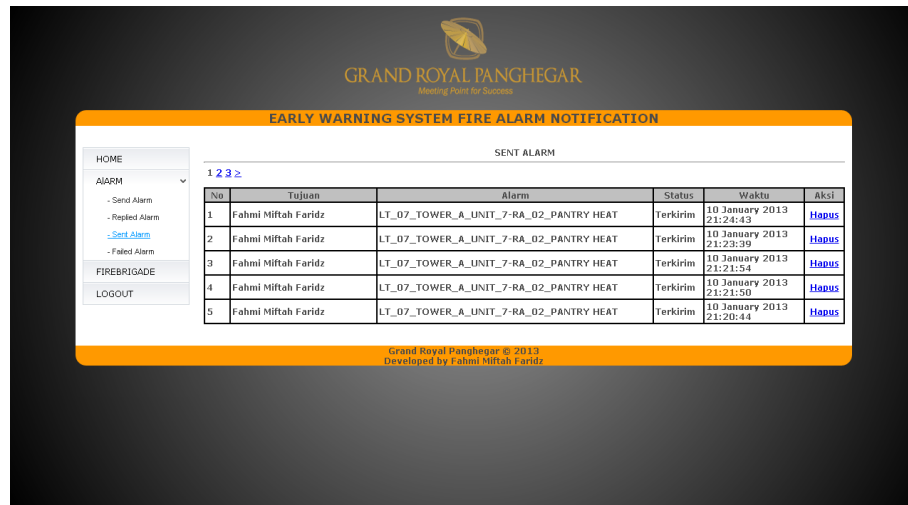 GRAND ROYAL PANGHEGAR
Meeting Point for Success
EARLY WARNING SYSTEM FIRE ALARM NOTIFICATION
HOME
AlARM
- Send Alarm
- Replied Alarm
- Sent Alarm
- Failed Alarm
FIREBRIGADE
LOGOUT
SENT ALARM
1 2 3 >
No Tujuan Alarm Status Waktu Aksi
1 Fahmi Miftah Faridz LT_07_TOWER_A_UNIT_7-RA_02_PANTRY HEAT Terkirim 10 January 2013
21:24:43 Hapus
2 Fahmi Miftah Faridz LT_07_TOWER_A_UNIT_7-RA_02_PANTRY HEAT Terkirim 10 January 2013
21:23:39 Hapus
3 Fahmi Miftah Faridz LT_07_TOWER_A_UNIT_7-RA_02_PANTRY HEAT Terkirim 10 January 2013
21:21:54 Hapus
4 Fahmi Miftah Faridz LT_07_TOWER_A_UNIT_7-RA_02_PANTRY HEAT Terkirim 10 January 2013
21:21:50 Hapus
5 Fahmi Miftah Faridz LT_07_TOWER_A_UNIT_7-RA_02_PANTRY HEAT Terkirim 10 January 2013
21:20:44 Hapus
Grand Royal Panghegar © 2013
Developed by Fahmi Miftah Faridz